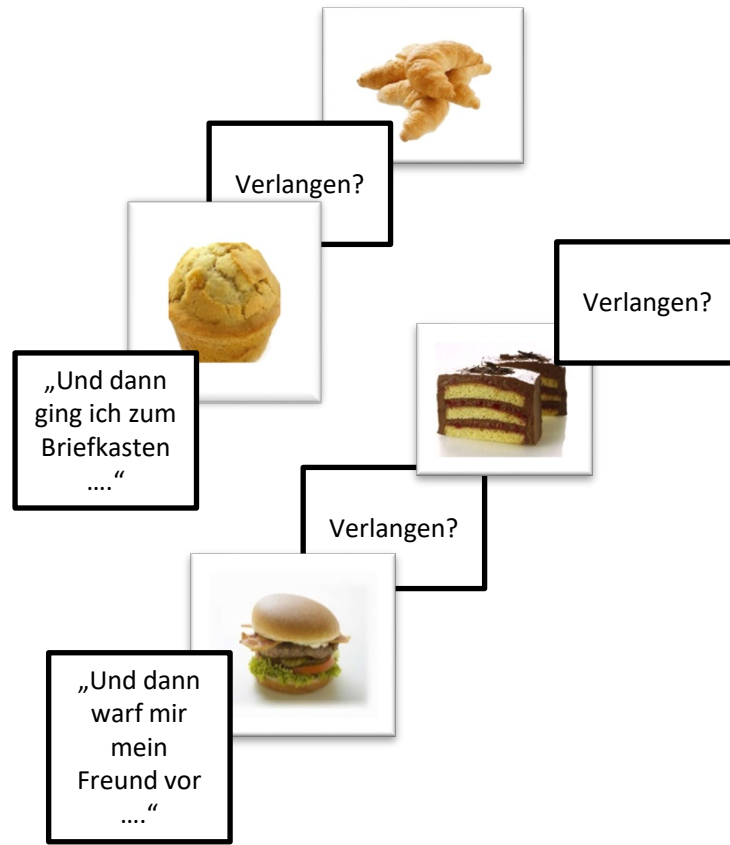 Verlangen?
Verlangen?
„Und dann
ging ich zum
Briefkasten
….“
Verlangen?
„Und dann
warf mir
mein
Freund vor
….“